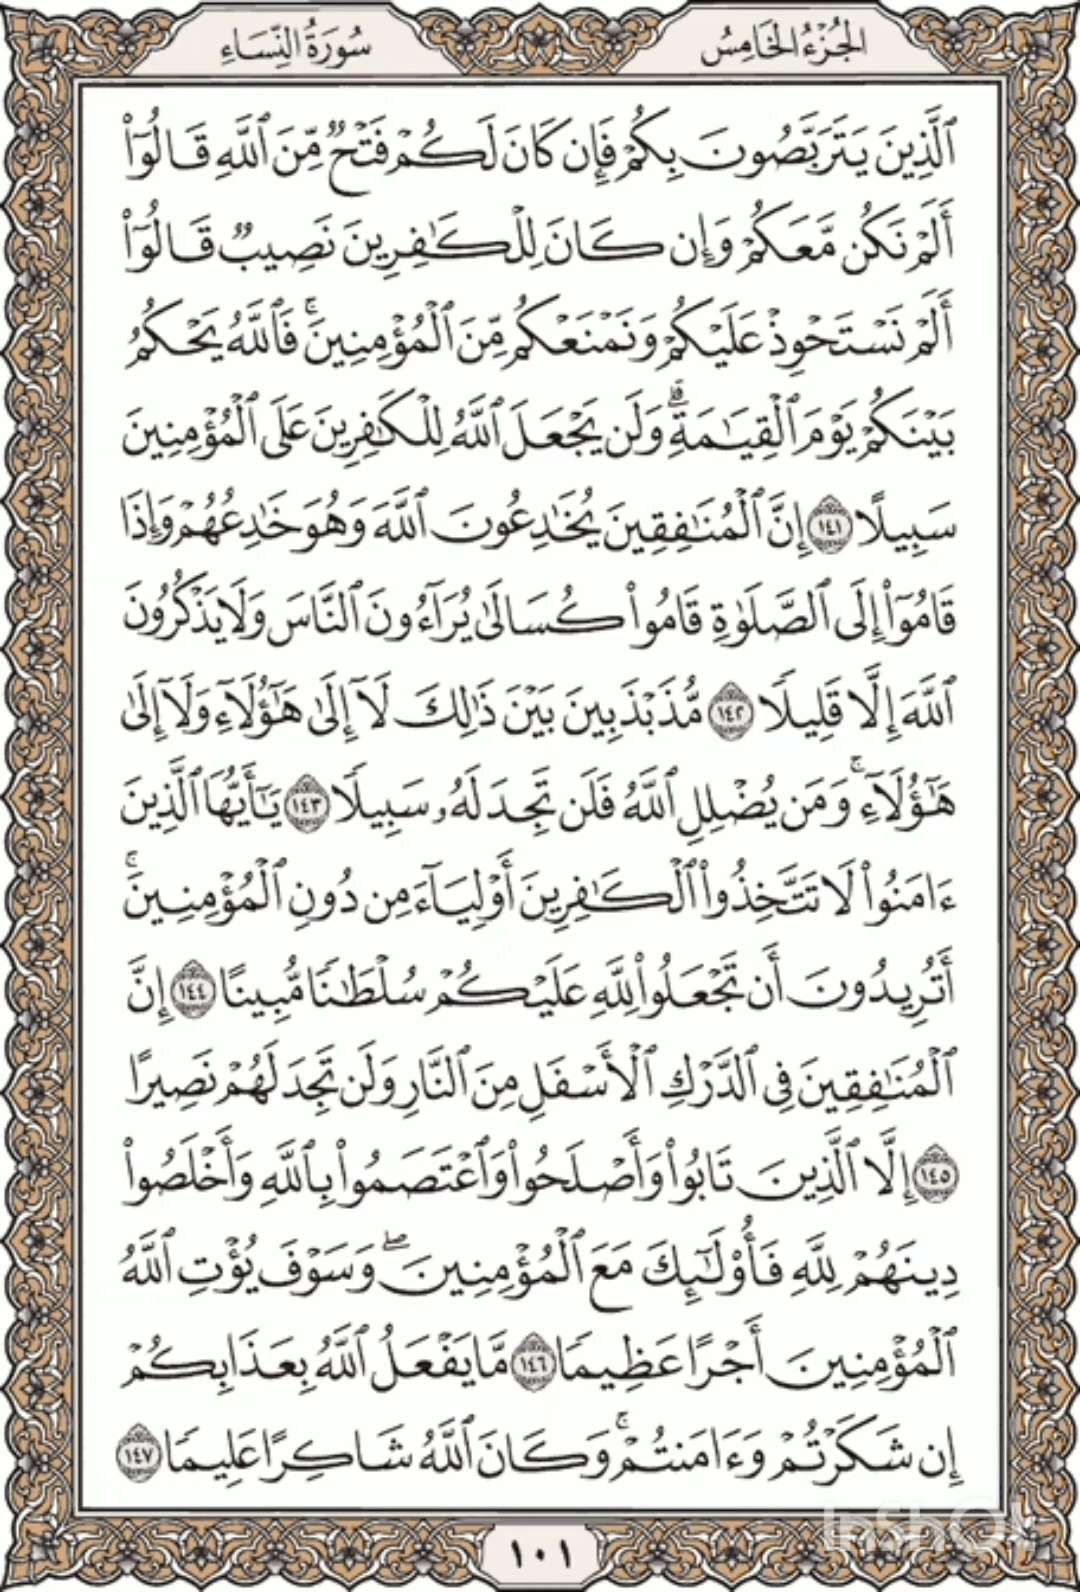 الجُزْءُ الخَامِسُ
سُورَةُ النِّسَاءِ
ٱلَّذِينَ يَتَرَبَّصُونَ بِكُمْ فَإِن كَانَ لَكُمْ فَتْحٌ مِّنَ ٱللَّهِ قَالُوٓا۟
أَلَمْ نَكُن مَّعَكُمْ وَإِن كَانَ لِلْكَـٰفِرِينَ نَصِيبٌ قَالُوٓا۟
أَلَمْ نَسْتَحْوِذْ عَلَيْكُمْ وَنَمْنَعْكُم مِّنَ ٱلْمُؤْمِنِينَ ۚ فَٱللَّهُ يَحْكُمُ
بَيْنَكُمْ يَوْمَ ٱلْقِيَـٰمَةِ ۗ وَلَن يَجْعَلَ ٱللَّهُ لِلْكَـٰفِرِينَ عَلَى ٱلْمُؤْمِنِينَ
سَبِيلًا ١٤١ إِنَّ ٱلْمُنَـٰفِقِينَ يُخَـٰدِعُونَ ٱللَّهَ وَهُوَ خَـٰدِعُهُمْ وَإِذَا
قَامُوٓا۟ إِلَى ٱلصَّلَوٰةِ قَامُوا۟ كُسَالَىٰ يُرَآءُونَ ٱلنَّاسَ وَلَا يَذْكُرُونَ
ٱللَّهَ إِلَّا قَلِيلًا ١٤٢ مُّذَبْذَبِينَ بَيْنَ ذَٰلِكَ لَآ إِلَىٰ هَـٰٓؤُلَآءِ وَلَآ إِلَىٰ
هَـٰٓؤُلَآءِ ۚ وَمَن يُضْلِلِ ٱللَّهُ فَلَن تَجِدَ لَهُۥ سَبِيلًا ١٤٣ يَـٰٓأَيُّهَا ٱلَّذِينَ
ءَامَنُوا۟ لَا تَتَّخِذُوا۟ ٱلْكَـٰفِرِينَ أَوْلِيَآءَ مِن دُونِ ٱلْمُؤْمِنِينَ ۚ
أَتُرِيدُونَ أَن تَجْعَلُوا۟ لِلَّهِ عَلَيْكُمْ سُلْطَـٰنًا مُّبِينًا ١٤٤ إِنَّ
ٱلْمُنَـٰفِقِينَ فِى ٱلدَّرْكِ ٱلْأَسْفَلِ مِنَ ٱلنَّارِ وَلَن تَجِدَ لَهُمْ نَصِيرًا
١٤٥ إِلَّا ٱلَّذِينَ تَابُوا۟ وَأَصْلَحُوا۟ وَٱعْتَصَمُوا۟ بِٱللَّهِ وَأَخْلَصُوا۟
دِينَهُمْ لِلَّهِ فَأُو۟لَـٰٓئِكَ مَعَ ٱلْمُؤْمِنِينَ ۖ وَسَوْفَ يُؤْتِ ٱللَّهُ
ٱلْمُؤْمِنِينَ أَجْرًا عَظِيمًا ١٤٦ مَّا يَفْعَلُ ٱللَّهُ بِعَذَابِكُمْ
إِن شَكَرْتُمْ وَءَامَنتُمْ ۚ وَكَانَ ٱللَّهُ شَاكِرًا عَلِيمًا ١٤٧
InShOt
١٠١